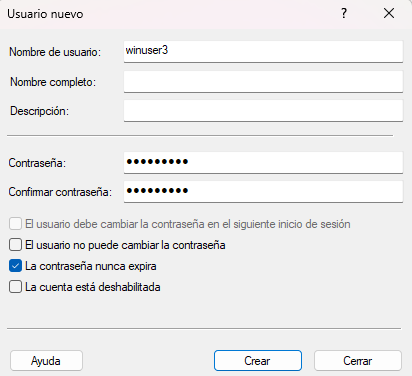 Usuario nuevo
Nombre de usuario: winuser3
Nombre completo:
Descripción:
Contraseña: •••••••••
Confirmar contraseña: •••••••••
El usuario debe cambiar la contraseña en el siguiente inicio de sesión
El usuario no puede cambiar la contraseña
La contraseña nunca expira
La cuenta está deshabilitada
Ayuda Crear Cerrar